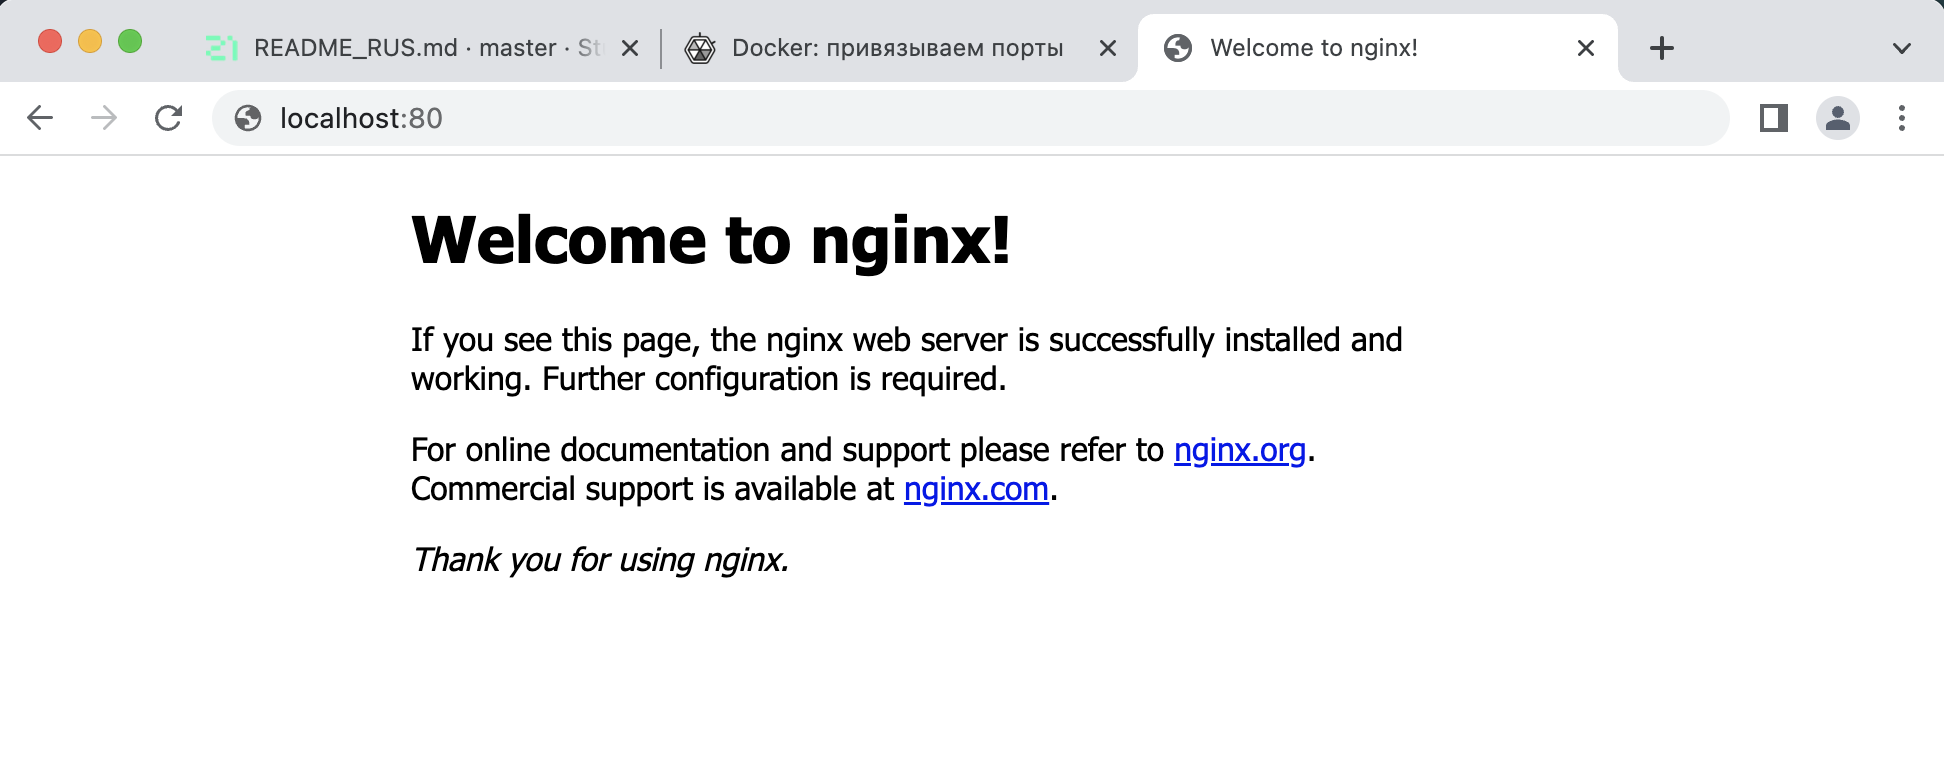 README_RUS.md · master · St
Docker: привязываем порты
Welcome to nginx!
localhost:80
Welcome to nginx!
If you see this page, the nginx web server is successfully installed and
working. Further configuration is required.
For online documentation and support please refer to nginx.org.
Commercial support is available at nginx.com.
Thank you for using nginx.